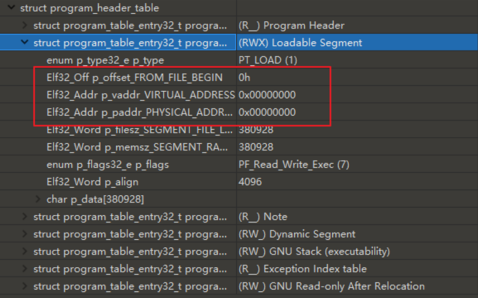 struct program_header_table
struct program_table_entry32_t progra... (R_) Program Header
struct program_table_entry32_t progra... (RWX) Loadable Segment
enum p_type32_e p_type PT_LOAD (1)
Elf32_Off p_offset_FROM_FILE_BEGIN 0h
Elf32_Addr p_vaddr_VIRTUAL_ADDRESS 0x00000000
Elf32_Addr p_paddr_PHYSICAL_ADDR... 0x00000000
Elf32_Word p_filesz_SEGMENT_FILE_L... 380928
Elf32_Word p_memsz_SEGMENT_RA... 380928
enum p_flags32_e p_flags PF_Read_Write_Exec (7)
Elf32_Word p_align 4096
char p_data[380928]
struct program_table_entry32_t progra... (R_) Note
struct program_table_entry32_t progra... (RW_) Dynamic Segment
struct program_table_entry32_t progra... (RW_) GNU Stack (executability)
struct program_table_entry32_t progra... (R_) Exception Index table
struct program_table_entry32_t progra... (RW_) GNU Read-only After Relocation